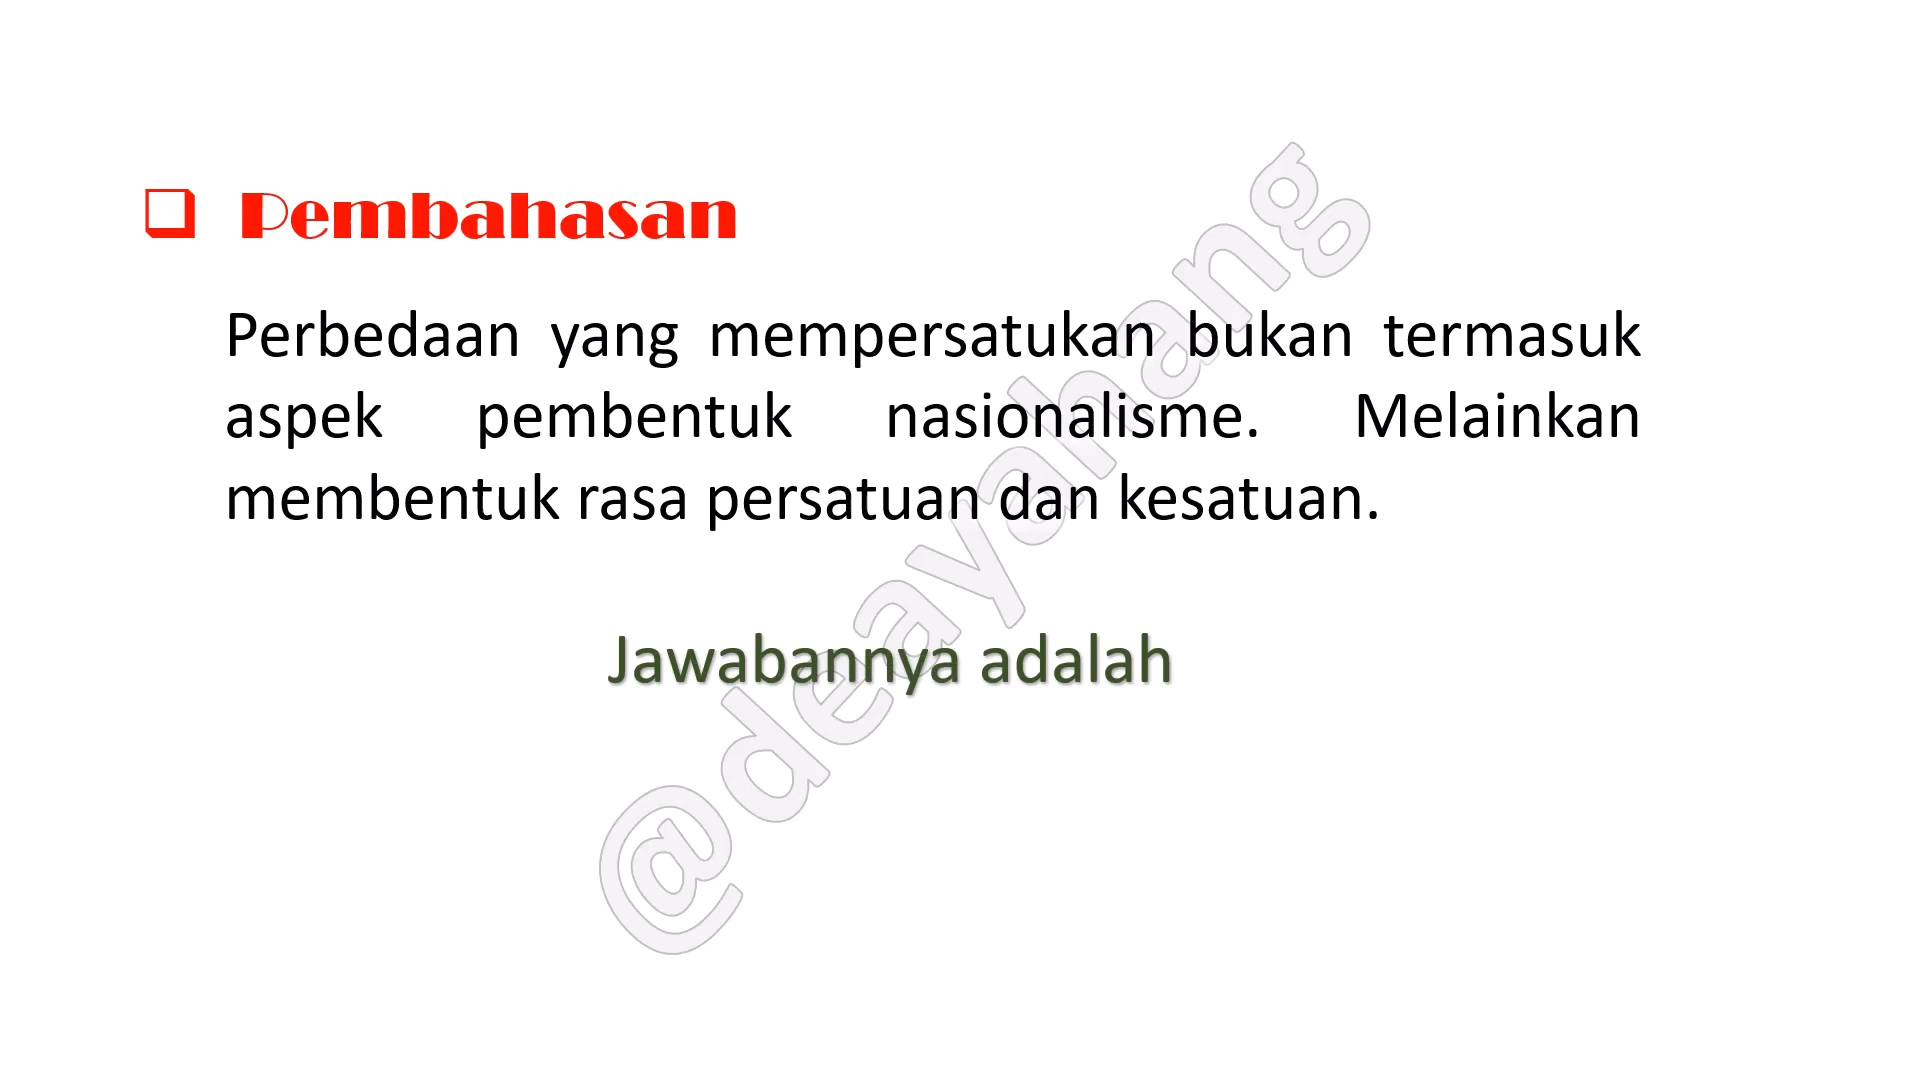 Pembahasan
Perbedaan yang mempersatukan bukan termasuk
aspek pembentuk nasionalisme. Melainkan
membentuk rasa persatuan dan kesatuan.
Jawabannya adalah
@deayahang